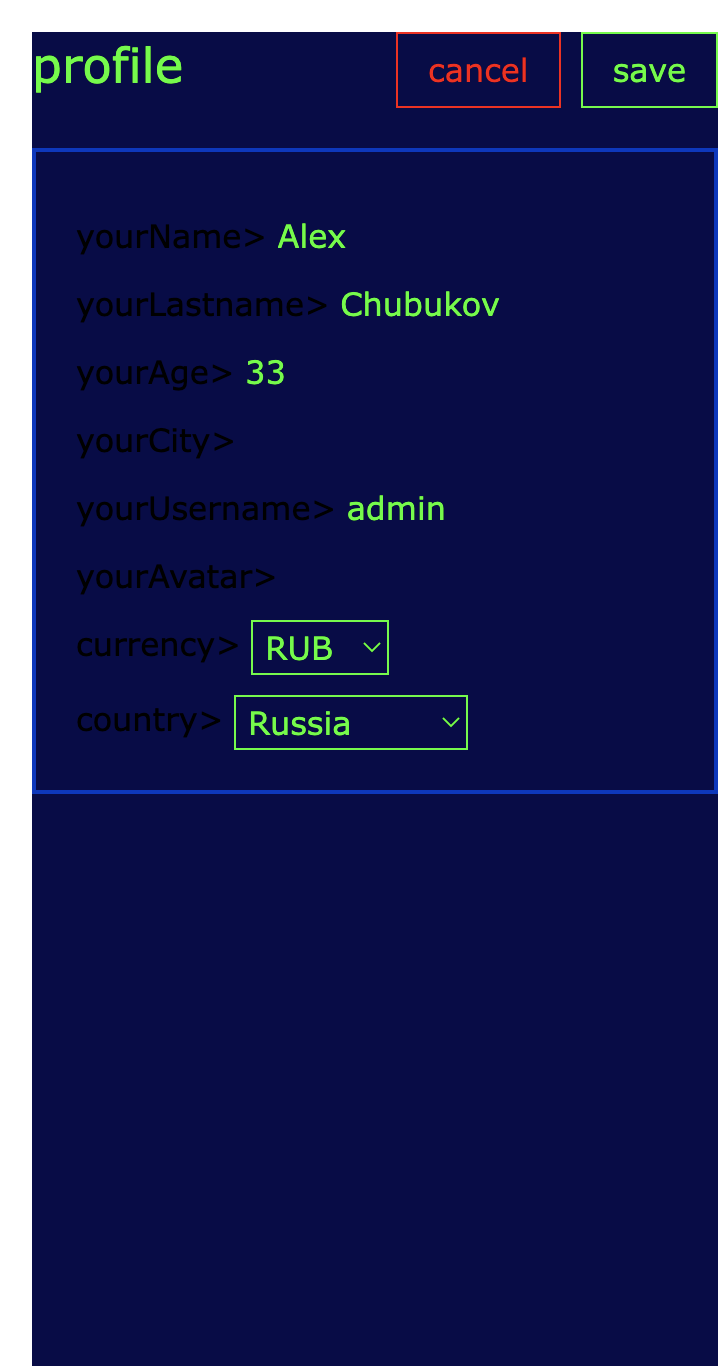 profile cancel save
yourName> Alex
yourLastname> Chubukov
yourAge> 33
yourCity>
yourUsername> admin
yourAvatar>
currency> RUB
country> Russia